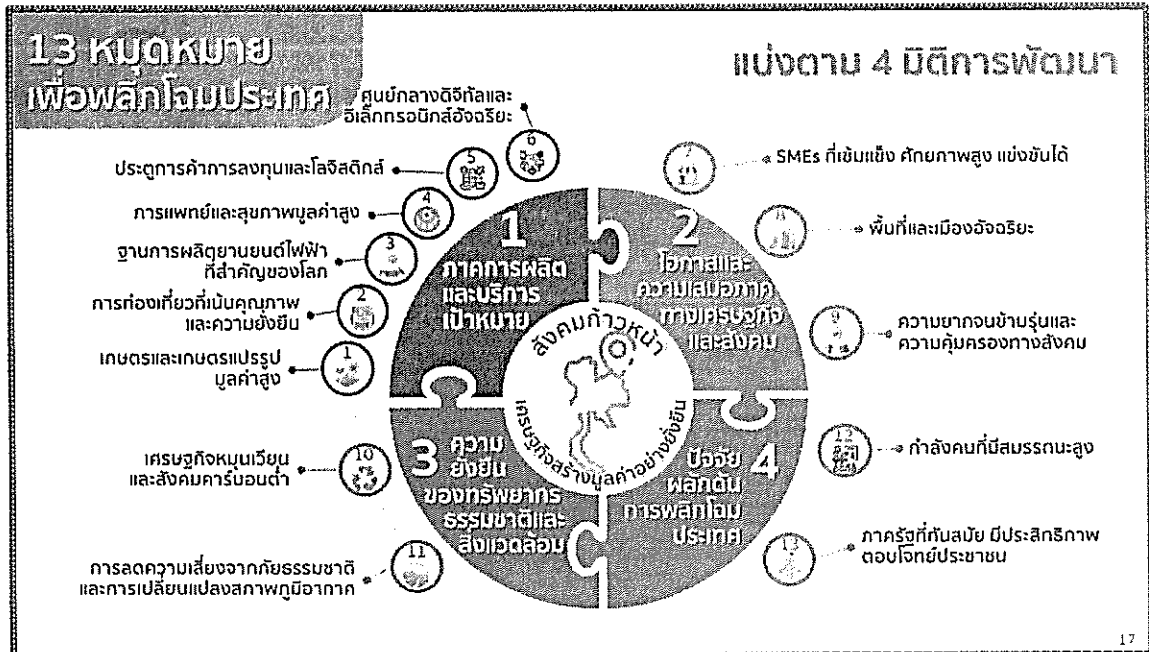 13 หมุดหมาย
เพื่อพลิกโฉมประเทศ
แบ่งตาม 4 มิติการพัฒนา
ศูนย์กลางดิจิทัลและ
อิเล็กทรอนิกส์อัจฉริยะ
6
ประตูการค้าการลงทุนและโลจิสติกส์
5
การแพทย์และสุขภาพมูลค่าสูง
4
ฐานการผลิตยานยนต์ไฟฟ้า
ที่สำคัญของโลก
3
การท่องเที่ยวที่เน้นคุณภาพ
และความยั่งยืน
2
เกษตรและเกษตรแปรรูป
มูลค่าสูง
1
1
ภาคการผลิต
และบริการ
เป้าหมาย
2
โอกาสและ
ความเสมอภาค
ทางเศรษฐกิจ
และสังคม
7
SMEs ที่เข้มแข็ง ศักยภาพสูง แข่งขันได้
8
พื้นที่และเมืองอัจฉริยะ
9
ความยากจนข้ามรุ่นและ
ความคุ้มครองทางสังคม
สังคมก้าวหน้า
เศรษฐกิจสร้างมูลค่าอย่างยั่งยืน
3
ความ
ยั่งยืน
ของทรัพยากร
ธรรมชาติและ
สิ่งแวดล้อม
10
เศรษฐกิจหมุนเวียน
และสังคมคาร์บอนต่ำ
11
การลดความเสี่ยงจากภัยธรรมชาติ
และการเปลี่ยนแปลงสภาพภูมิอากาศ
4
ปัจจัย
ผลักดัน
การพลิกโฉม
ประเทศ
12
กำลังคนที่มีสมรรถนะสูง
13
ภาครัฐที่ทันสมัย มีประสิทธิภาพ
ตอบโจทย์ประชาชน
17